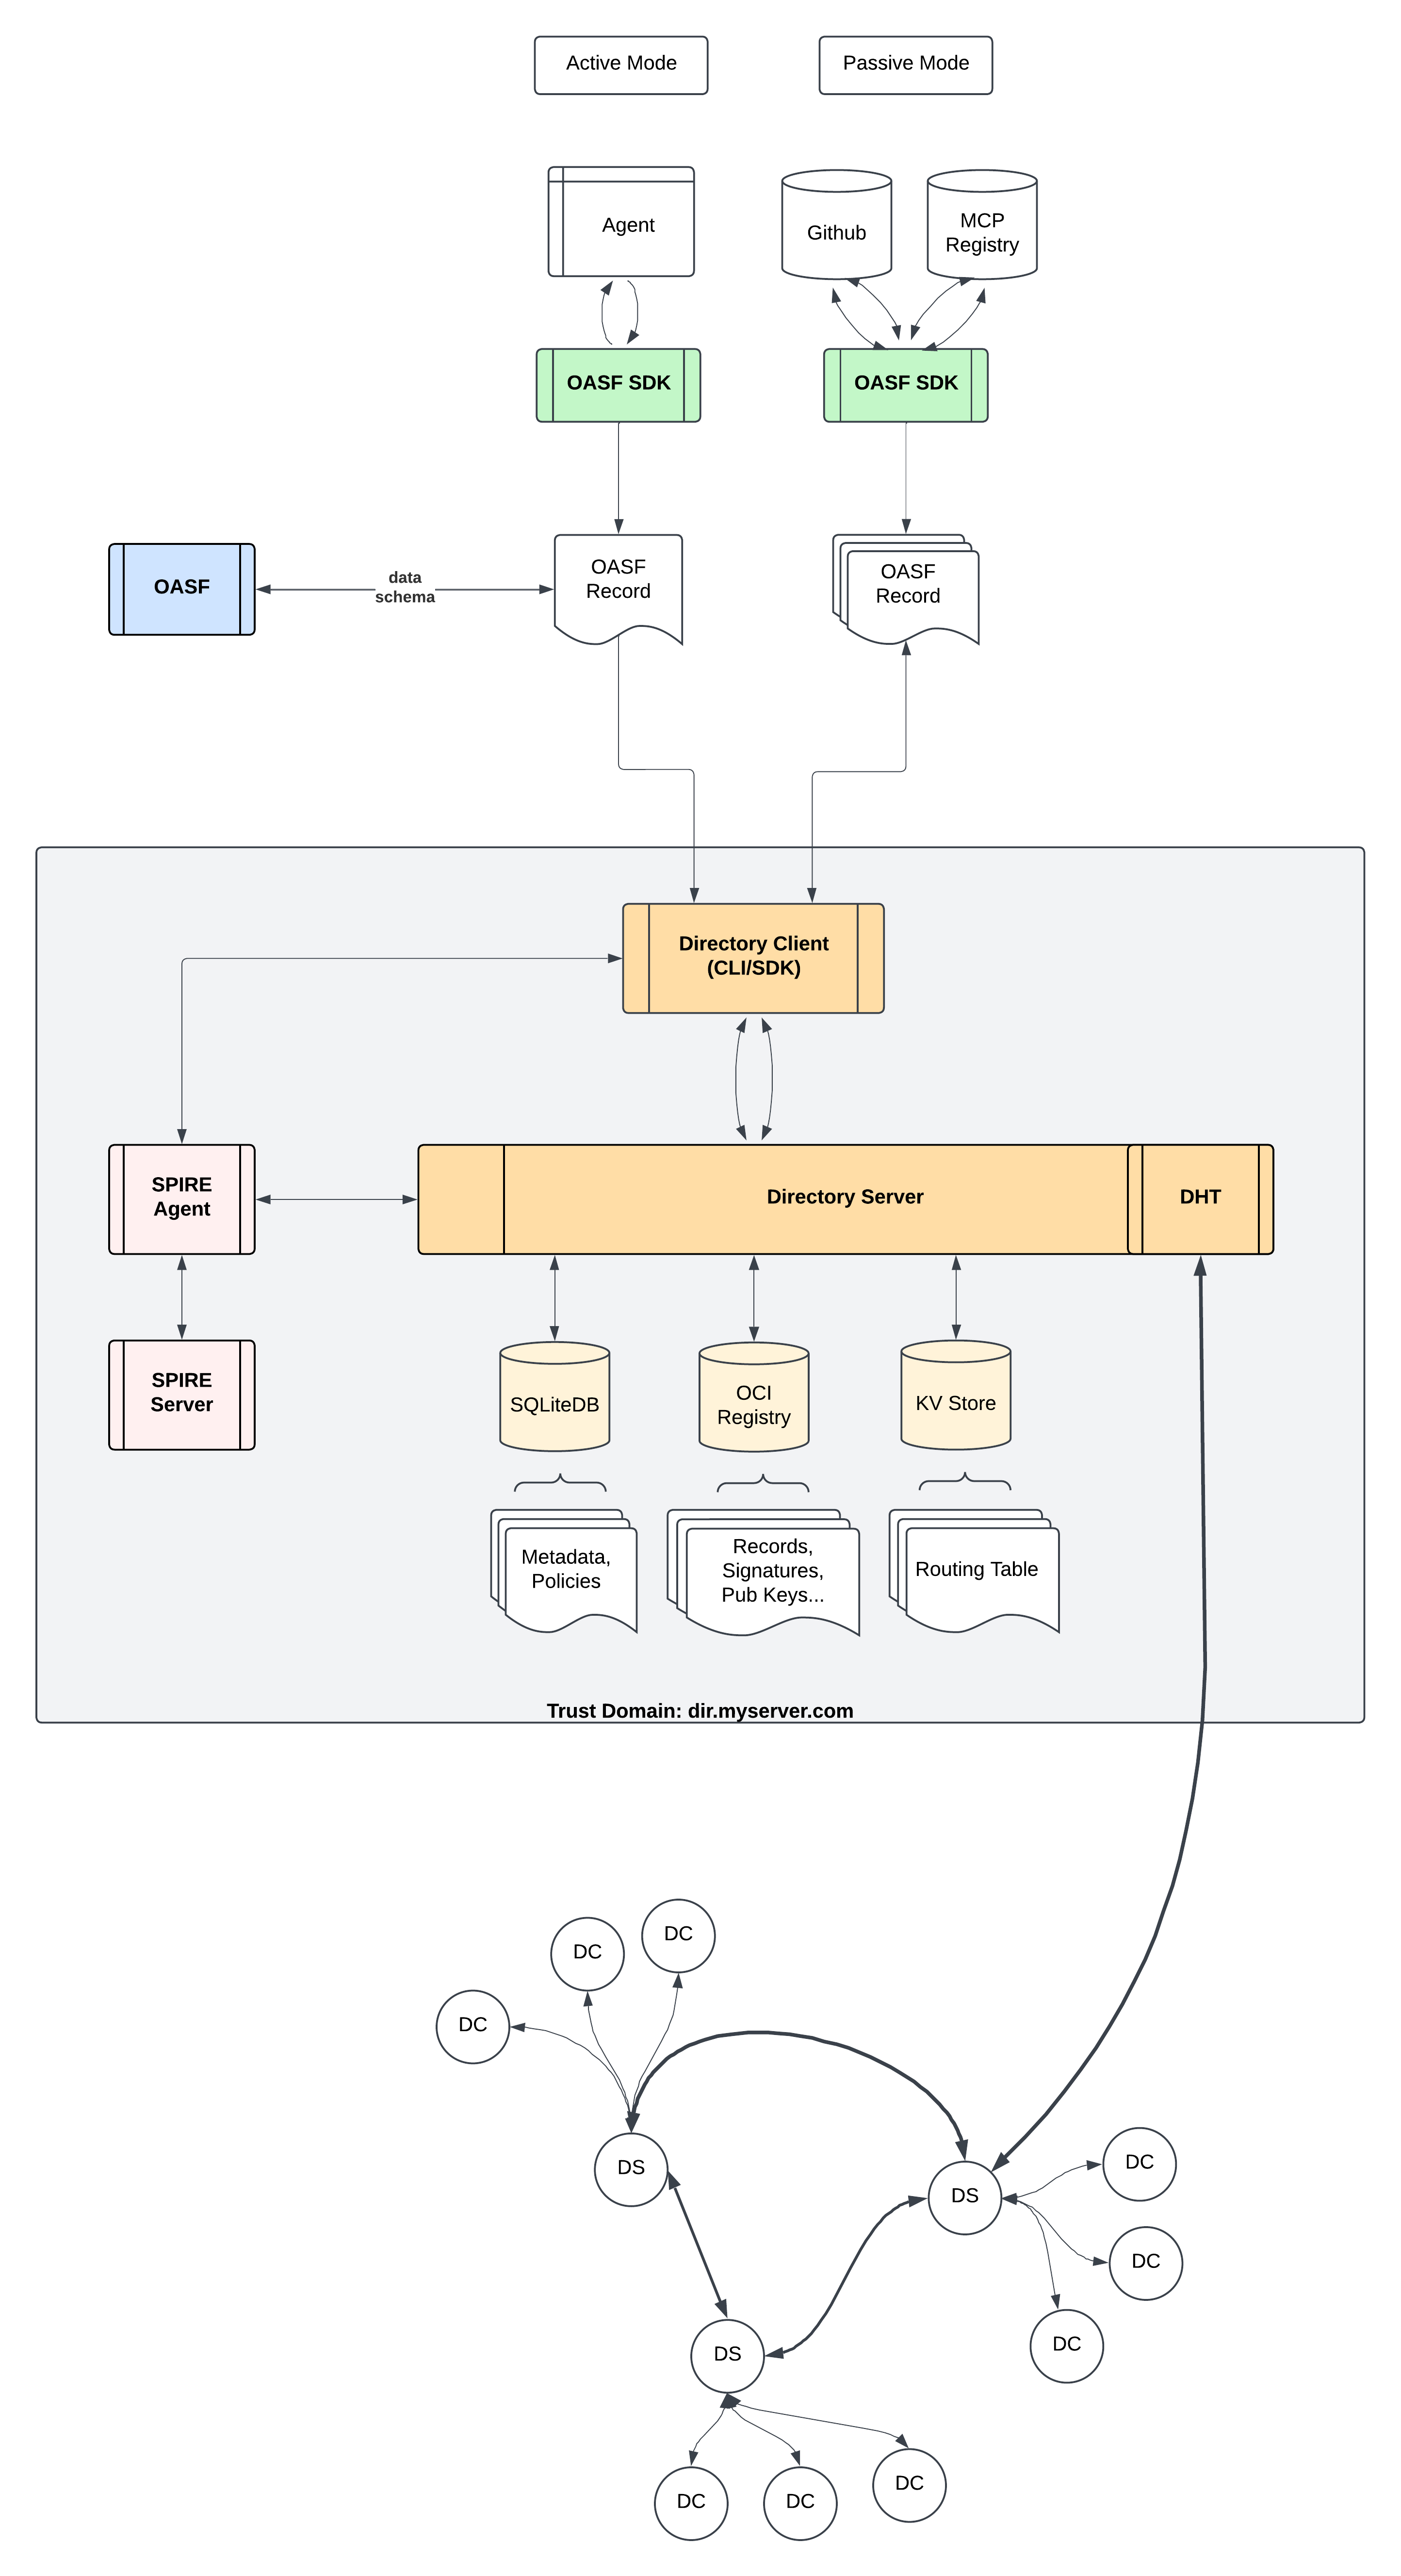 Active Mode
Passive Mode
Agent
Github
MCP
Registry
OASF SDK
OASF SDK
OASF
data
schema
OASF
Record
OASF
Record
Directory Client
(CLI/SDK)
SPIRE
Agent
Directory Server
DHT
SPIRE
Server
SQLiteDB
OCI
Registry
KV Store
Metadata,
Policies
Records,
Signatures,
Pub Keys...
Routing Table
Trust Domain: dir.myserver.com
DC
DC
DC
DS
DS
DC
DC
DC
DS
DC
DC
DC